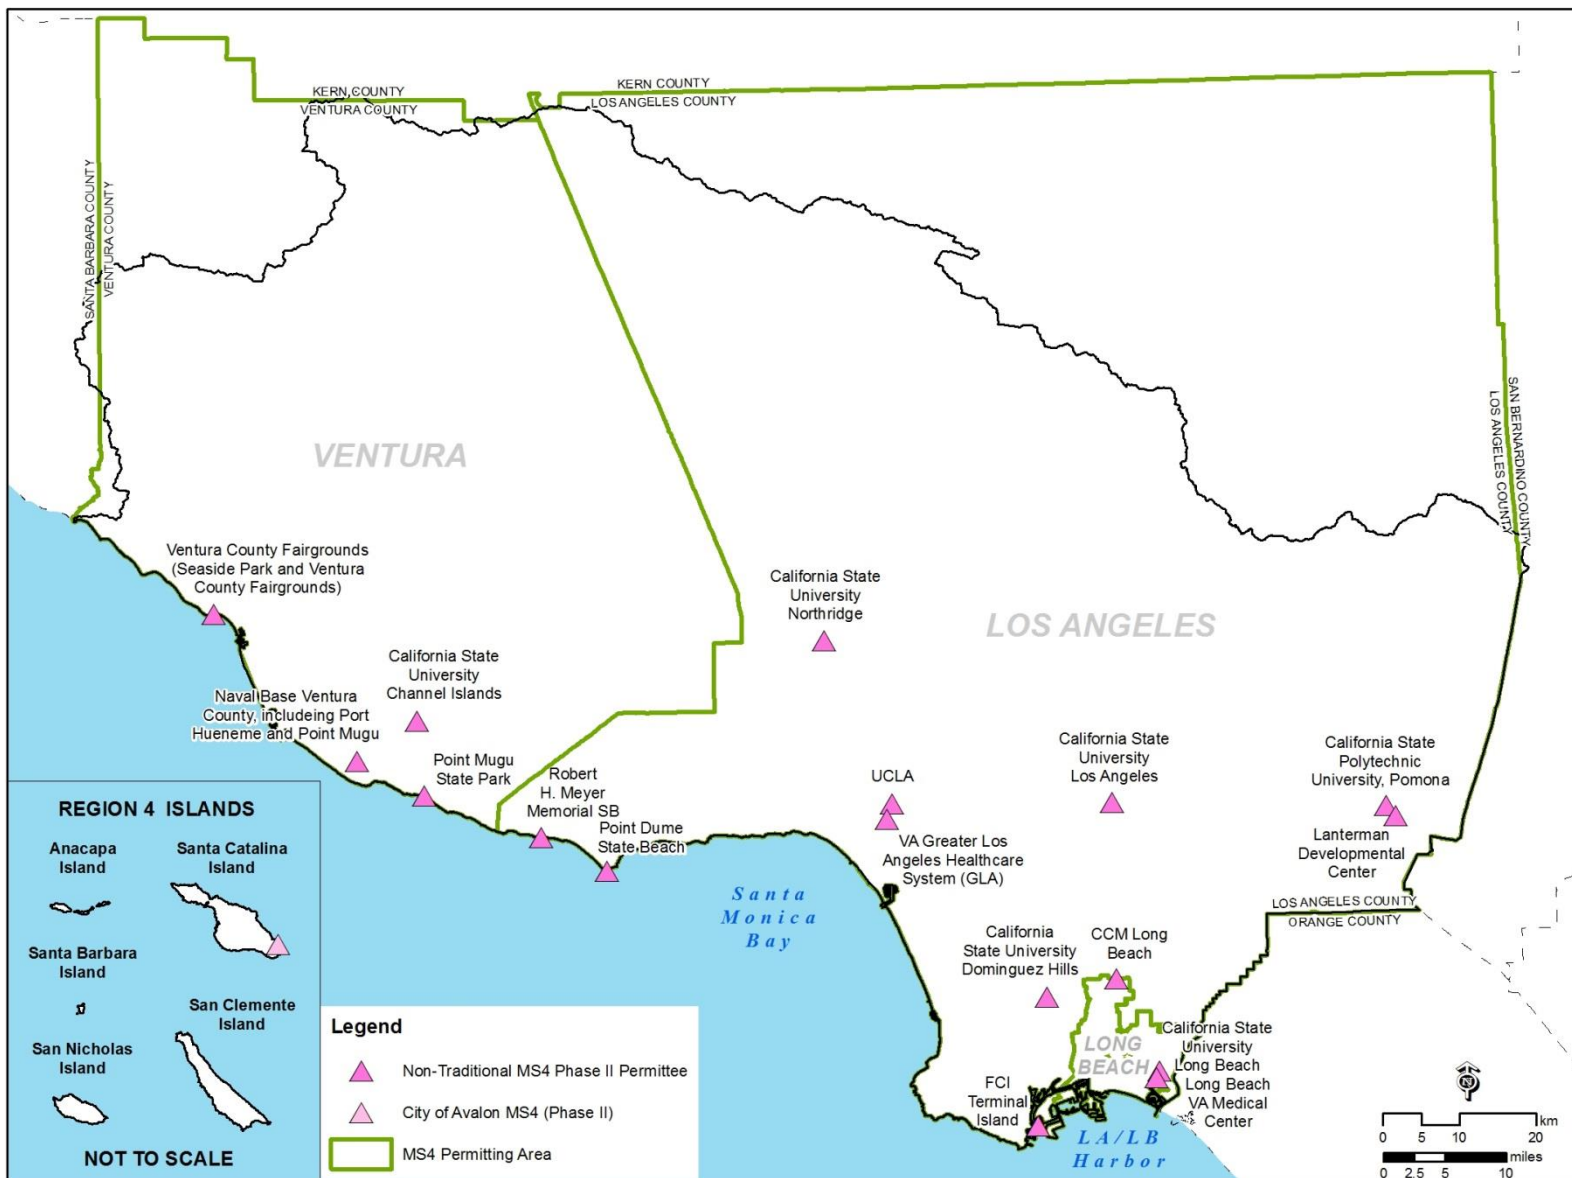 KERN COUNTY
VENTURA COUNTY
KERN COUNTY
LOS ANGELES COUNTY
SANTA BARBARA COUNTY
VENTURA COUNTY
SAN BERNARDINO COUNTY
LOS ANGELES COUNTY
VENTURA
LOS ANGELES
Ventura County Fairgrounds
(Seaside Park and Ventura
County Fairgrounds)
California State
University
Northridge
California State
University
Channel Islands
Naval Base Ventura
County, includeing Port
Hueneme and Point Mugu
Point Mugu
State Park
Robert
H. Meyer
Memorial SB
Point Dume
State Beach
UCLA
VA Greater Los
Angeles Healthcare
System (GLA)
California State
University
Los Angeles
California State
Polytechnic
University, Pomona
Lanterman
Developmental
Center
LOS ANGELES COUNTY
ORANGE COUNTY
Santa
Monica
Bay
California
State University
Dominguez Hills
CCM Long
Beach
LONG
BEACH
California State
University
Long Beach
Long Beach
VA Medical
Center
FCI
Terminal
Island
LA/LB
Harbor
REGION 4 ISLANDS
Anacapa
Island
Santa Catalina
Island
Santa Barbara
Island
San Clemente
Island
San Nicholas
Island
NOT TO SCALE
Legend
Non-Traditional MS4 Phase II Permittee
City of Avalon MS4 (Phase II)
MS4 Permitting Area
N
km
0 5 10 20
miles
0 2.5 5 10